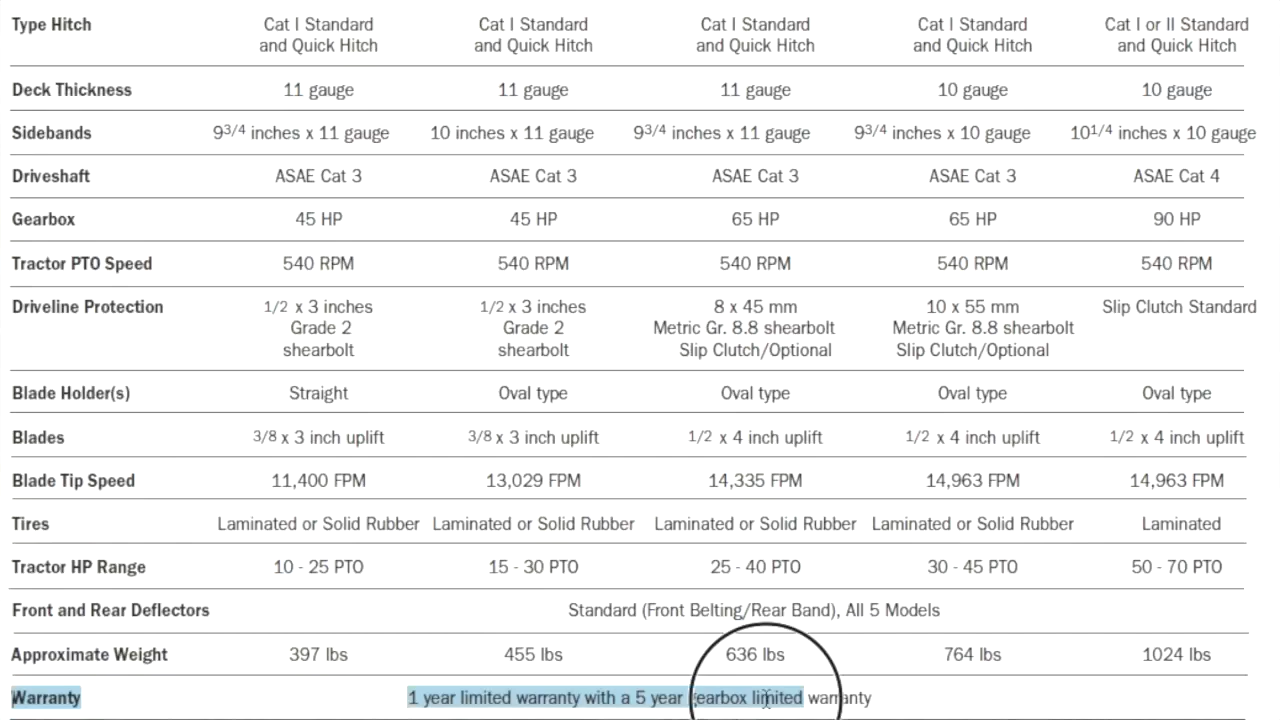 Type Hitch Cat I Standard Cat I Standard Cat I Standard Cat I Standard Cat I or II Standard
and Quick Hitch and Quick Hitch and Quick Hitch and Quick Hitch and Quick Hitch
Deck Thickness 11 gauge 11 gauge 11 gauge 10 gauge 10 gauge
Sidebands 9 3/4 inches x 11 gauge 10 inches x 11 gauge 9 3/4 inches x 11 gauge 9 3/4 inches x 10 gauge 10 1/4 inches x 10 gauge
Driveshaft ASAE Cat 3 ASAE Cat 3 ASAE Cat 3 ASAE Cat 3 ASAE Cat 4
Gearbox 45 HP 45 HP 65 HP 65 HP 90 HP
Tractor PTO Speed 540 RPM 540 RPM 540 RPM 540 RPM 540 RPM
Driveline Protection 1/2 x 3 inches 1/2 x 3 inches 8 x 45 mm 10 x 55 mm Slip Clutch Standard
Grade 2 Grade 2 Metric Gr. 8.8 shearbolt Metric Gr. 8.8 shearbolt
shearbolt shearbolt Slip Clutch/Optional Slip Clutch/Optional
Blade Holder(s) Straight Oval type Oval type Oval type Oval type
Blades 3/8 x 3 inch uplift 3/8 x 3 inch uplift 1/2 x 4 inch uplift 1/2 x 4 inch uplift 1/2 x 4 inch uplift
Blade Tip Speed 11,400 FPM 13,029 FPM 14,335 FPM 14,963 FPM 14,963 FPM
Tires Laminated or Solid Rubber Laminated or Solid Rubber Laminated or Solid Rubber Laminated or Solid Rubber Laminated
Tractor HP Range 10 - 25 PTO 15 - 30 PTO 25 - 40 PTO 30 - 45 PTO 50 - 70 PTO
Front and Rear Deflectors Standard (Front Belting/Rear Band), All 5 Models
Approximate Weight 397 lbs 455 lbs 636 lbs 764 lbs 1024 lbs
Warranty 1 year limited warranty with a 5 year gearbox limited warranty